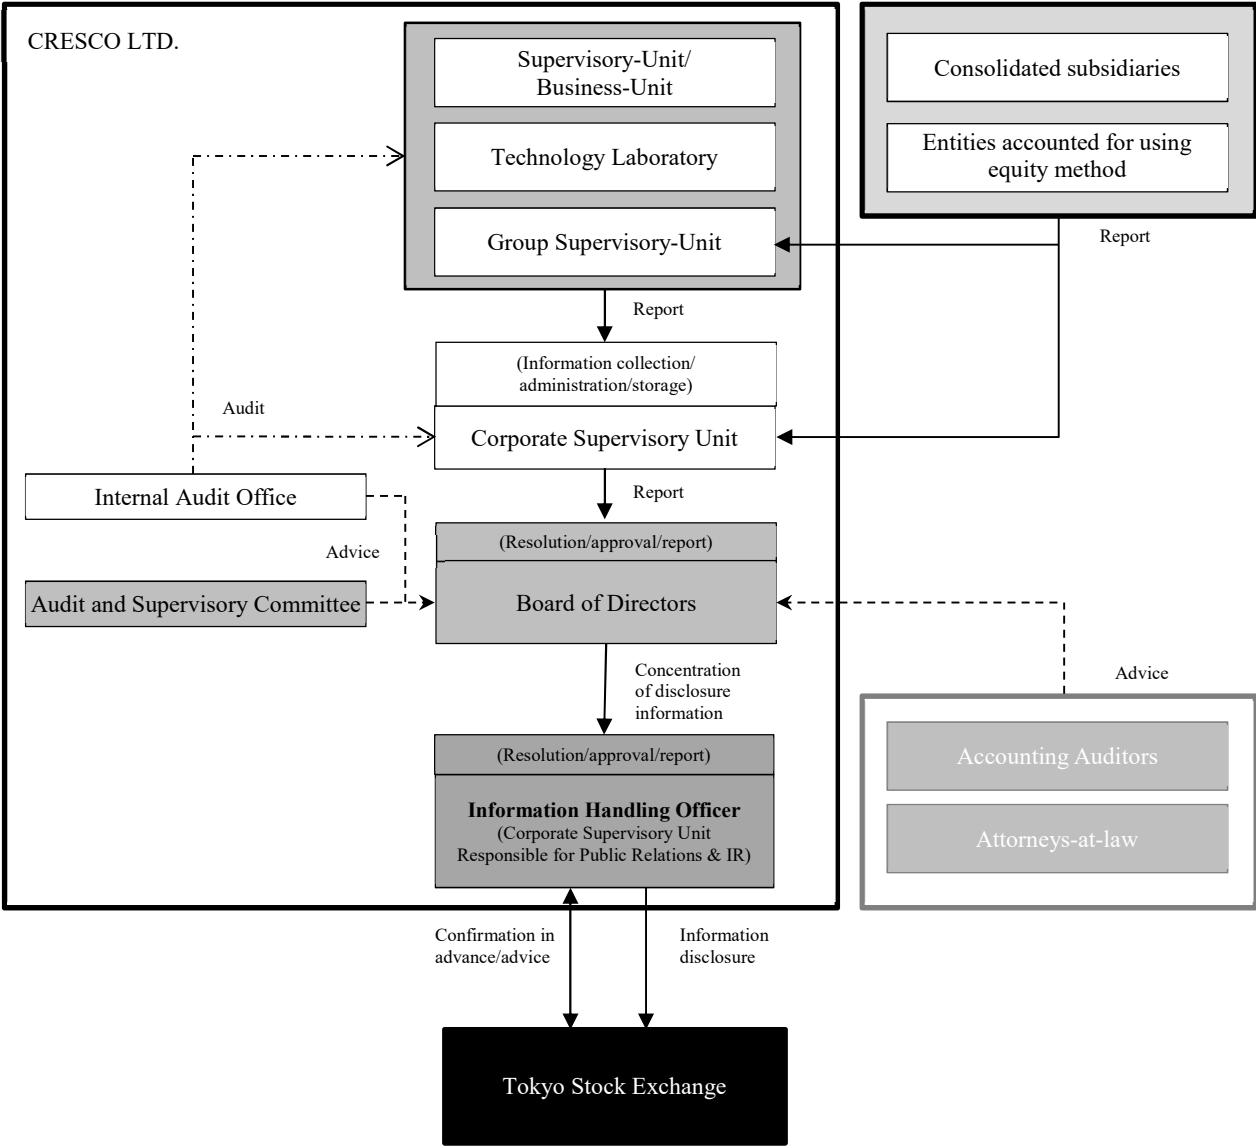 CRESCO LTD.
Supervisory-Unit/
Business-Unit
Technology Laboratory
Group Supervisory-Unit
Consolidated subsidiaries
Entities accounted for using
equity method
Report
Report
(Information collection/
administration/storage)
Corporate Supervisory Unit
Audit
Internal Audit Office
Report
Advice
(Resolution/approval/report)
Board of Directors
Audit and Supervisory Committee
Concentration
of disclosure
information
Advice
Accounting Auditors
Attorneys-at-law
(Resolution/approval/report)
Information Handling Officer
(Corporate Supervisory Unit
Responsible for Public Relations & IR)
Confirmation in
advance/advice
Information
disclosure
Tokyo Stock Exchange